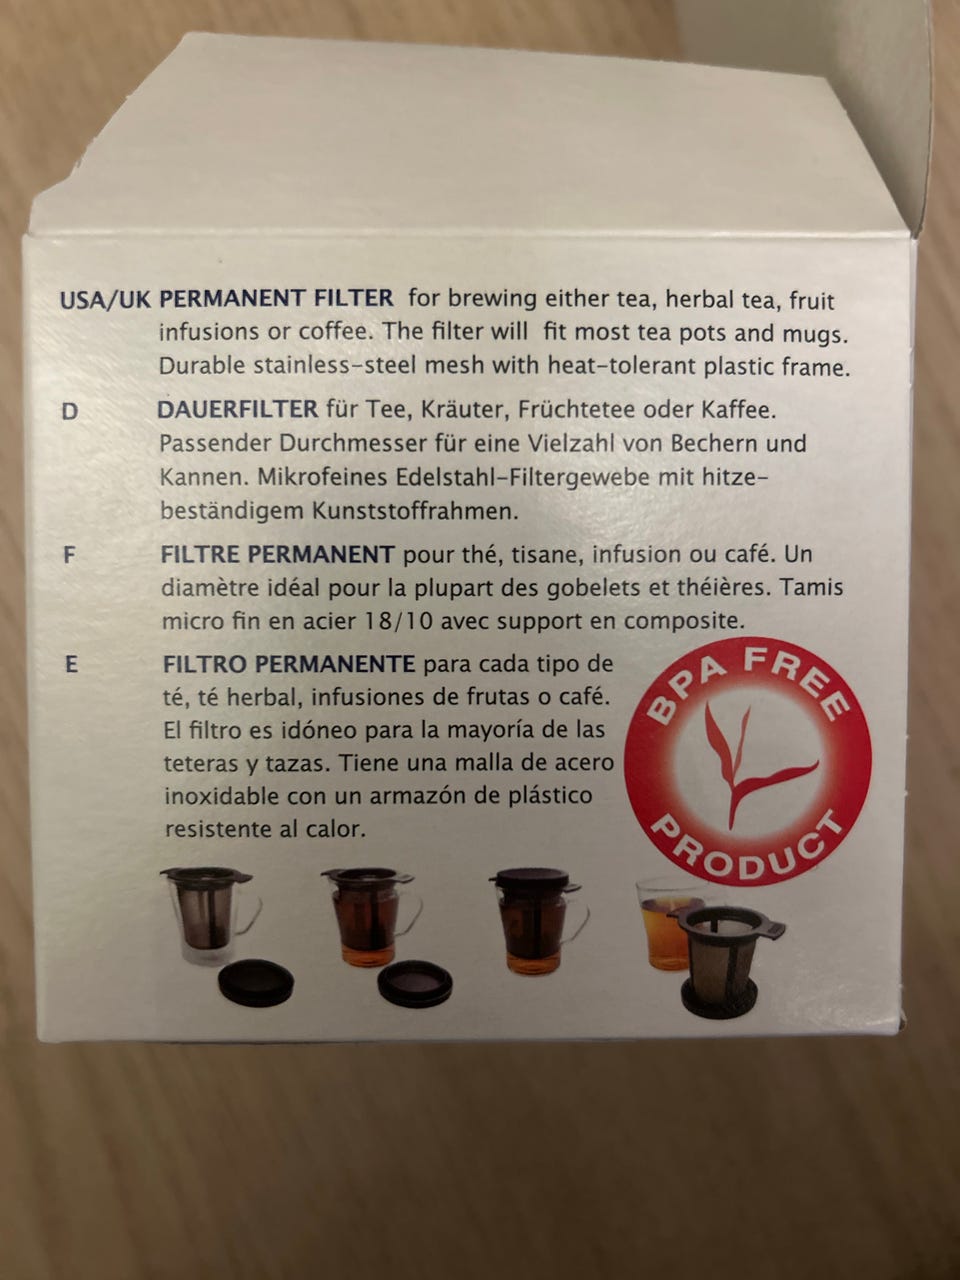 USA/UK PERMANENT FILTER for brewing either tea, herbal tea, fruit
infusions or coffee. The filter will fit most tea pots and mugs.
Durable stainless-steel mesh with heat-tolerant plastic frame.
D DAUERFILTER für Tee, Kräuter, Früchtetee oder Kaffee.
Passender Durchmesser für eine Vielzahl von Bechern und
Kannen. Mikrofeines Edelstahl-Filtergewebe mit hitze-
beständigem Kunststoffrahmen.
F FILTRE PERMANENT pour thé, tisane, infusion ou café. Un
diamètre idéal pour la plupart des gobelets et théières. Tamis
micro fin en acier 18/10 avec support en composite.
E FILTRO PERMANENTE para cada tipo de
té, té herbal, infusiones de frutas o café.
El filtro es idóneo para la mayoría de las
teteras y tazas. Tiene una malla de acero
inoxidable con un armazón de plástico
resistente al calor.
BPA FREE
PRODUCT